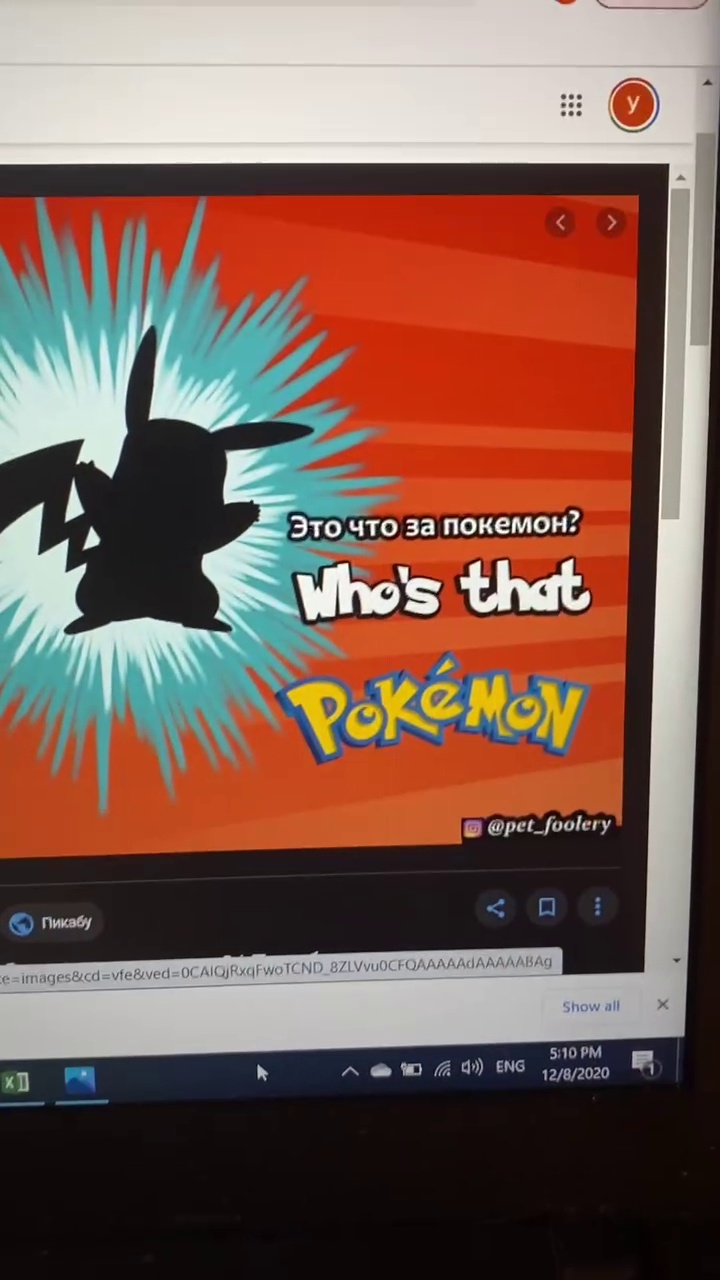 y
Это что за покемон?
Who's that
POKéMON
@pet_foolery
Пикабу
e=images&cd=vfe&ved=0CAIQjRxqFwoTCND_8ZLVvu0CFQAAAAAdAAAAABAg
Show all
ENG
5:10 PM
12/8/2020
1